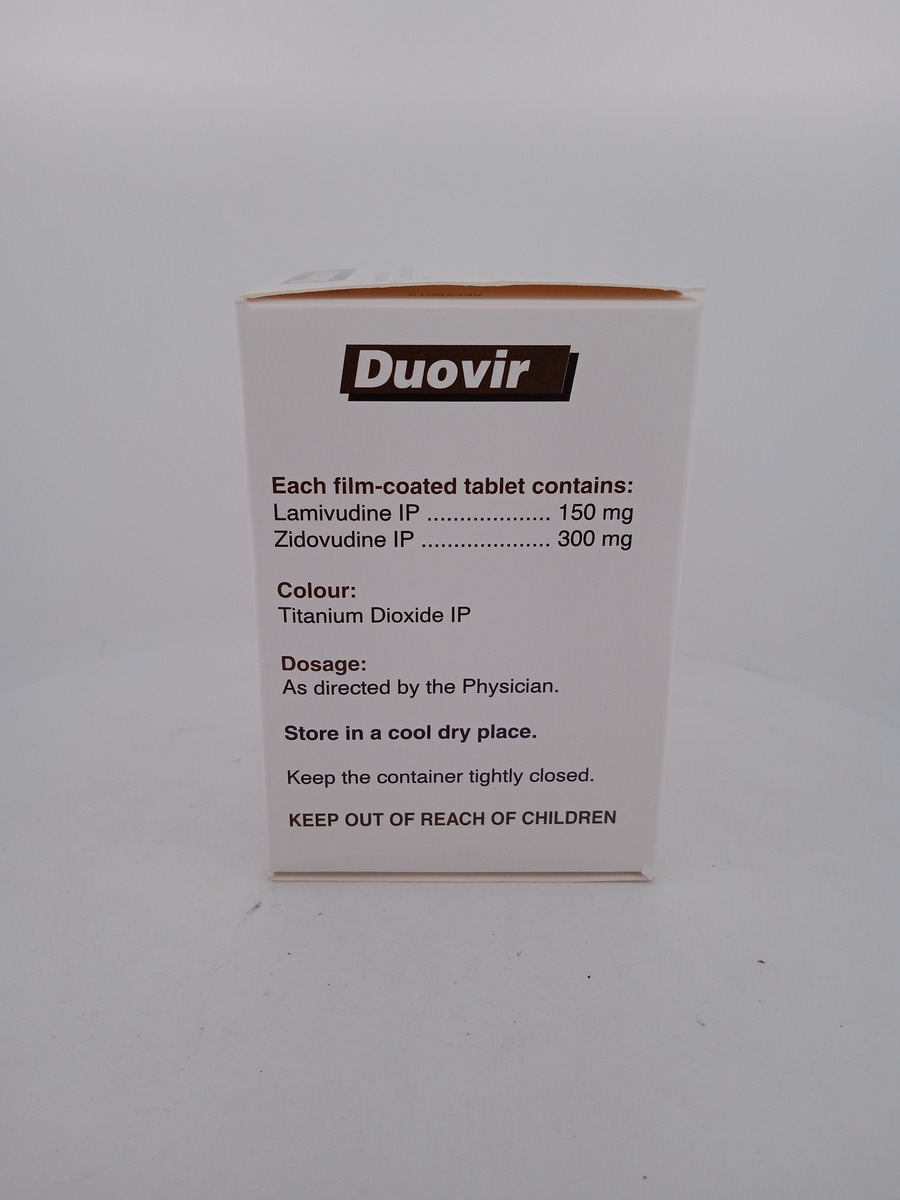 Duovir
Each film-coated tablet contains:
Lamivudine IP ................... 150 mg
Zidovudine IP .................... 300 mg
Colour:
Titanium Dioxide IP
Dosage:
As directed by the Physician.
Store in a cool dry place.
Keep the container tightly closed.
KEEP OUT OF REACH OF CHILDREN